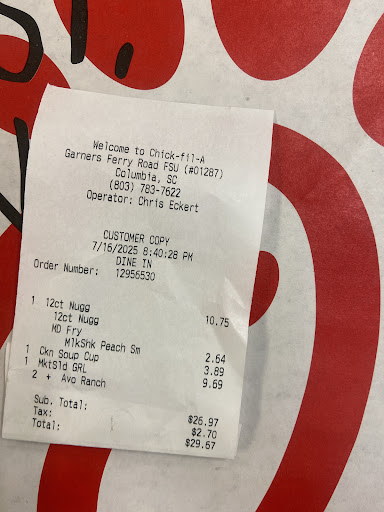 Welcome to Chick-fil-A
Garners Ferry Road FSU (#01287)
Columbia, SC
(803) 783-7622
Operator: Chris Eckert
CUSTOMER COPY
7/16/2025 8:40:28 PM
DINE IN
Order Number: 12956530
1 12ct Nugg 10.75
12ct Nugg
MD Fry
MlkShk Peach Sm 2.64
1 Ckn Soup Cup 3.89
1 MktSld GRL 9.69
2 + Avo Ranch
Sub. Total: $26.97
Tax: $2.70
Total: $29.67